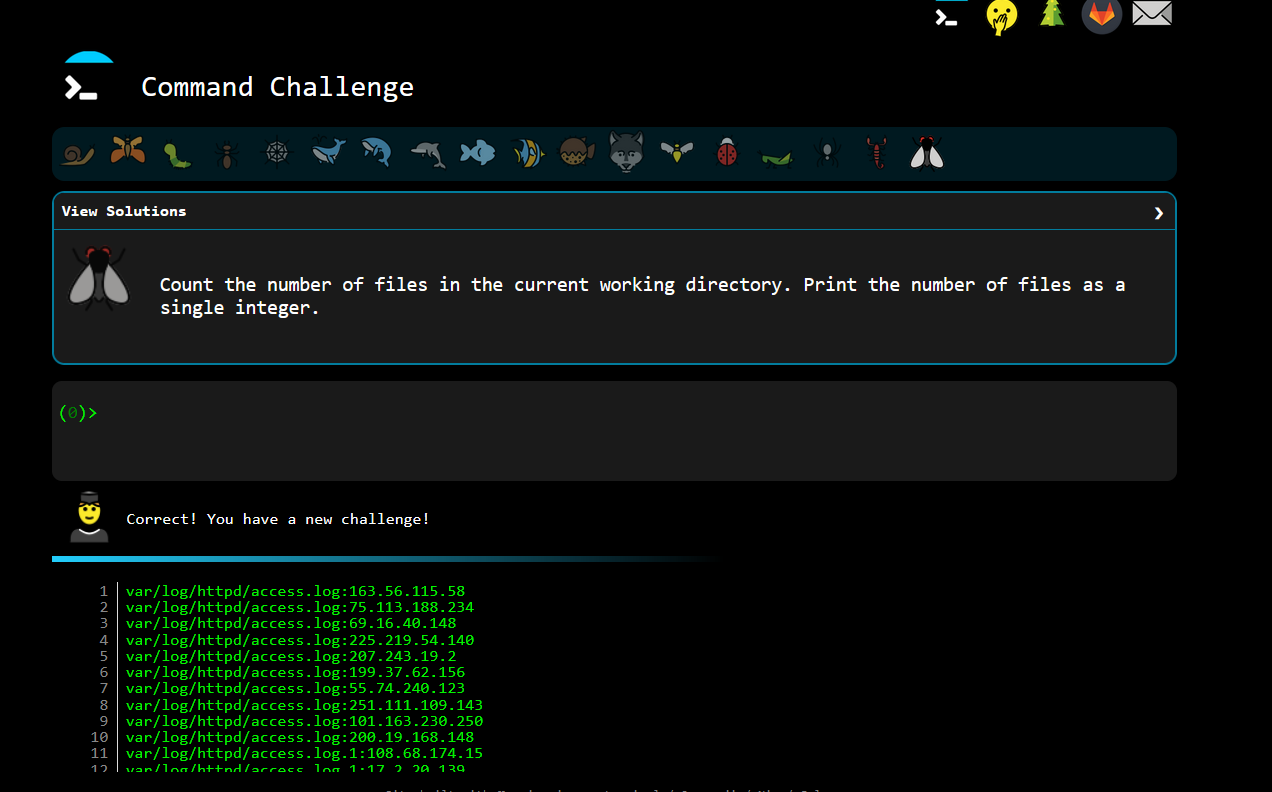 Command Challenge
View Solutions
Count the number of files in the current working directory. Print the number of files as a
single integer.
(0)>
Correct! You have a new challenge!
1 var/log/httpd/access.log:163.56.115.58
2 var/log/httpd/access.log:75.113.188.234
3 var/log/httpd/access.log:69.16.40.148
4 var/log/httpd/access.log:225.219.54.140
5 var/log/httpd/access.log:207.243.19.2
6 var/log/httpd/access.log:199.37.62.156
7 var/log/httpd/access.log:55.74.240.123
8 var/log/httpd/access.log:251.111.109.143
9 var/log/httpd/access.log:101.163.230.250
10 var/log/httpd/access.log:200.19.168.148
11 var/log/httpd/access.log.1:108.68.174.15
12 var/log/httpd/access.log.1:17.2.20.139